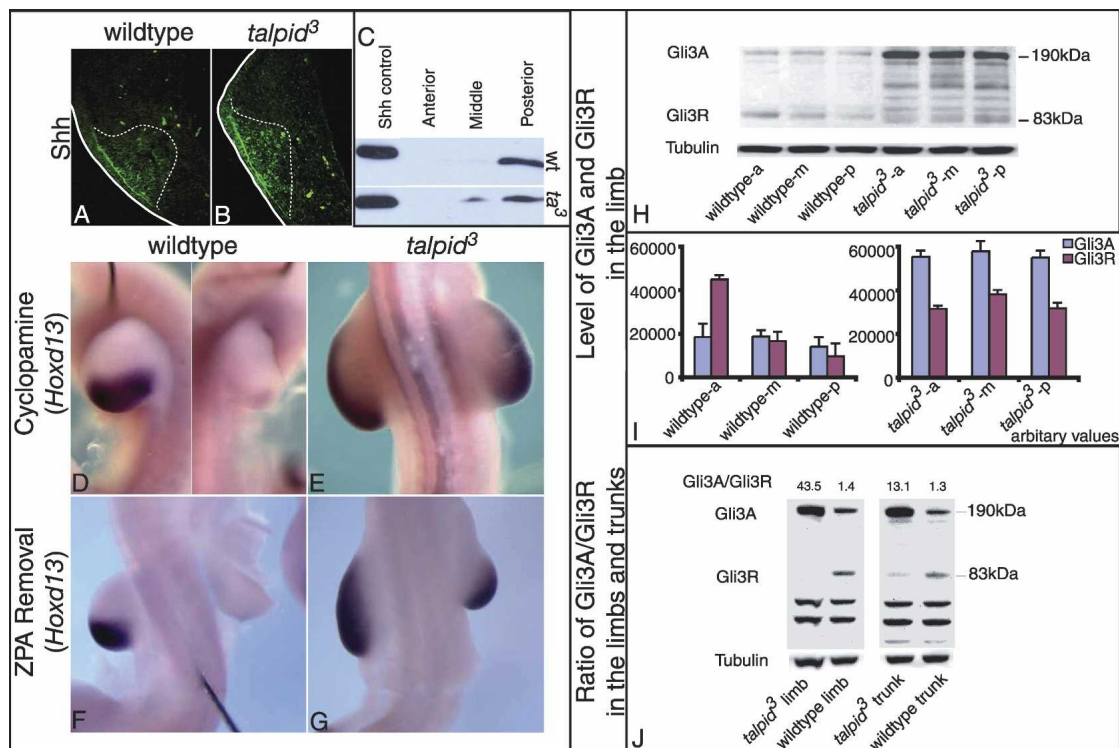 wildtype
talpid3
Shh
A
B
C
Shh control
Anterior
Middle
Posterior
wt
ta3
wildtype
talpid3
Cyclopamine
(Hoxd13)
D
E
ZPA Removal
(Hoxd13)
F
G
Level of Gli3A and Gli3R
in the limb
Gli3A
190kDa
Gli3R
83kDa
Tubulin
wildtype-a
wildtype-m
wildtype-p
talpid3-a
talpid3-m
talpid3-p
H
60000
40000
20000
0
wildtype-a
wildtype-m
wildtype-p
60000
40000
20000
0
Gli3A
Gli3R
talpid3-a
talpid3-m
talpid3-p
arbitary values
I
Ratio of Gli3A/Gli3R
in the limbs and trunks
Gli3A/Gli3R
43.5
1.4
13.1
1.3
Gli3A
190kDa
Gli3R
83kDa
Tubulin
talpid3 limb
wildtype limb
talpid3 trunk
wildtype trunk
J